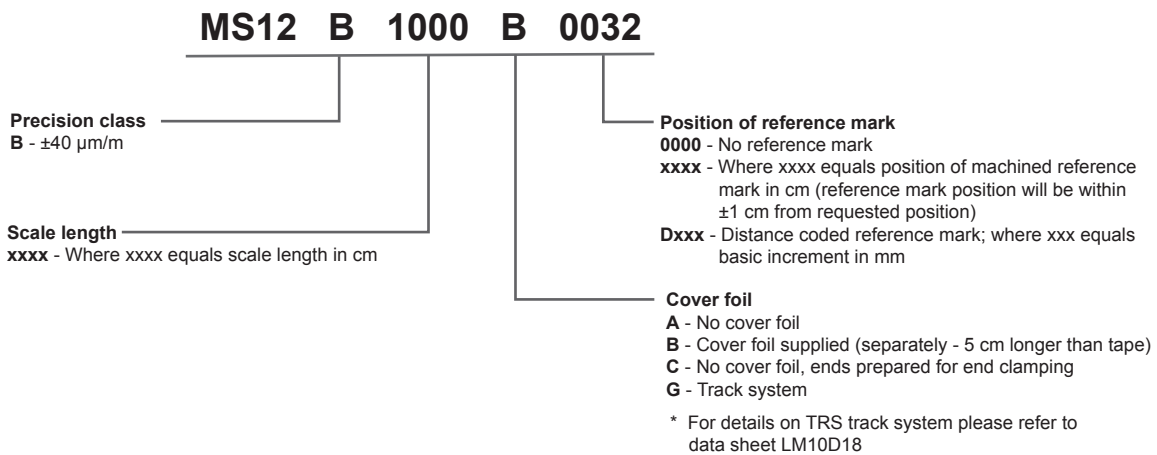 MS12 B 1000 B 0032
Precision class
B - ±40 µm/m
Scale length
xxxx - Where xxxx equals scale length in cm
Position of reference mark
0000 - No reference mark
xxxx - Where xxxx equals position of machined reference
mark in cm (reference mark position will be within
±1 cm from requested position)
Dxxx - Distance coded reference mark; where xxx equals
basic increment in mm
Cover foil
A - No cover foil
B - Cover foil supplied (separately - 5 cm longer than tape)
C - No cover foil, ends prepared for end clamping
G - Track system
* For details on TRS track system please refer to
data sheet LM10D18